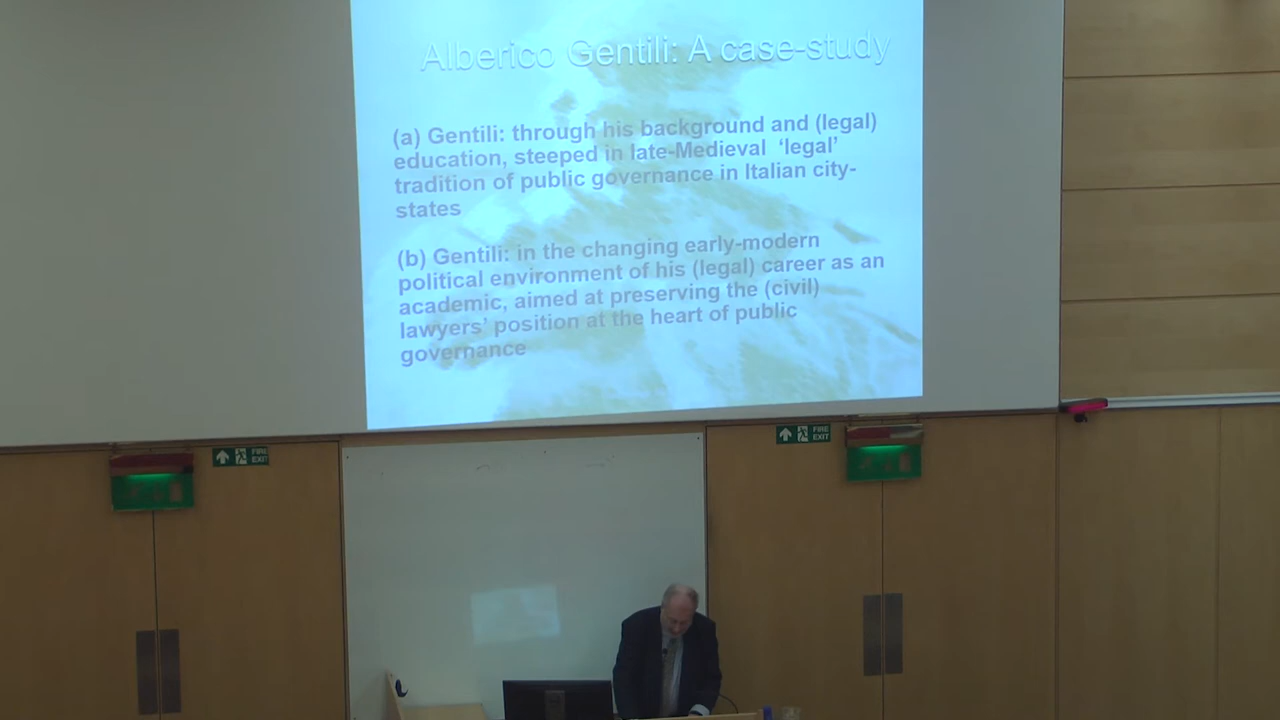 Alberico Gentili: A case-study
(a) Gentili: through his background and (legal)
education, steeped in late-Medieval ‘legal’
tradition of public governance in Italian city-
states
(b) Gentili: in the changing early-modern
political environment of his (legal) career as an
academic, aimed at preserving the (civil)
lawyers’ position at the heart of public
governance
FIRE
EXIT
FIRE
EXIT